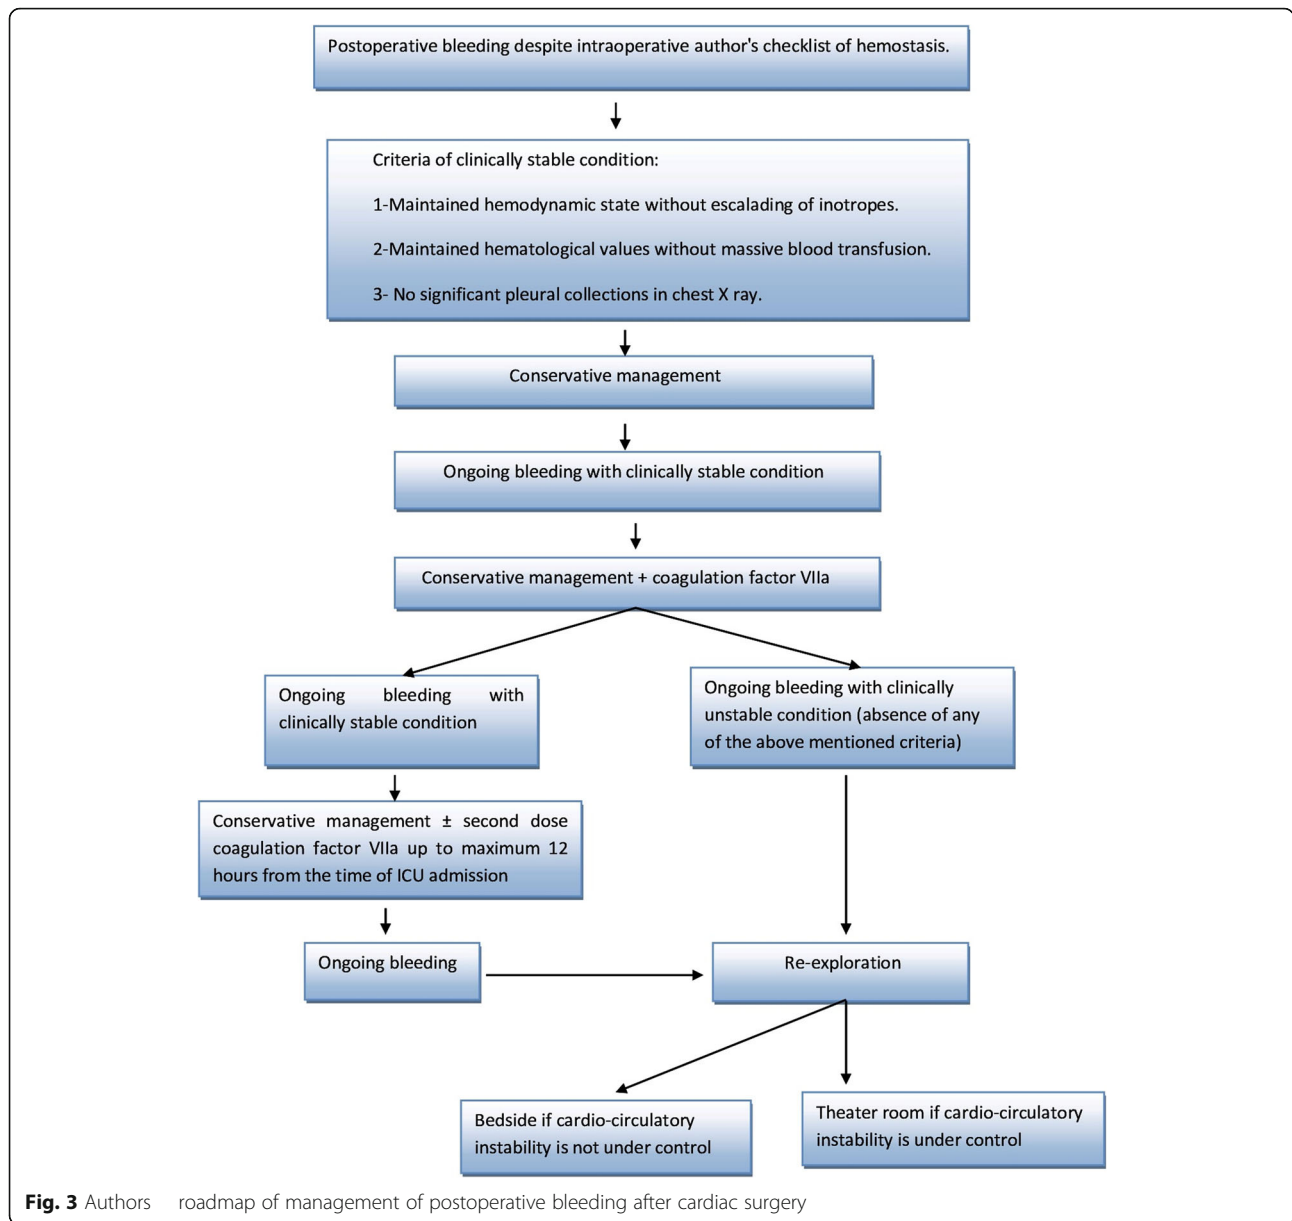 Postoperative bleeding despite intraoperative author's checklist of hemostasis.
Criteria of clinically stable condition:
1-Maintained hemodynamic state without escalading of inotropes.
2-Maintained hematological values without massive blood transfusion.
3- No significant pleural collections in chest X ray.
Conservative management
Ongoing bleeding with clinically stable condition
Conservative management + coagulation factor VIIa
Ongoing bleeding with
clinically stable condition
Ongoing bleeding with clinically
unstable condition (absence of any
of the above mentioned criteria)
Conservative management ± second dose
coagulation factor VIIa up to maximum 12
hours from the time of ICU admission
Ongoing bleeding
Re-exploration
Bedside if cardio-circulatory
instability is not under control
Theater room if cardio-circulatory
instability is under control
Fig. 3 Authors roadmap of management of postoperative bleeding after cardiac surgery